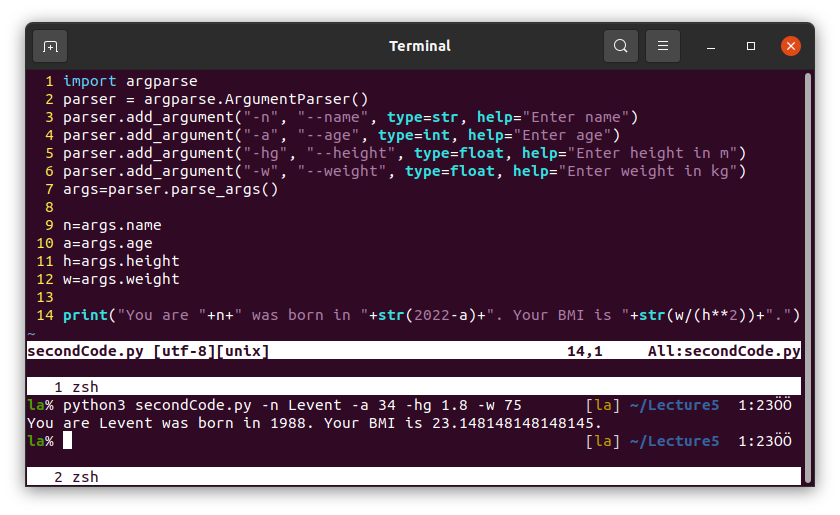 Terminal
1 import argparse
2 parser = argparse.ArgumentParser()
3 parser.add_argument("-n", "--name", type=str, help="Enter name")
4 parser.add_argument("-a", "--age", type=int, help="Enter age")
5 parser.add_argument("-hg", "--height", type=float, help="Enter height in m")
6 parser.add_argument("-w", "--weight", type=float, help="Enter weight in kg")
7 args=parser.parse_args()
8
9 n=args.name
10 a=args.age
11 h=args.height
12 w=args.weight
13
14 print("You are "+n+" was born in "+str(2022-a)+". Your BMI is "+str(w/(h**2))+".")
~
secondCode.py [utf-8][unix] 14,1 All:secondCode.py
1 zsh
la% python3 secondCode.py -n Levent -a 34 -hg 1.8 -w 75 [la] ~/Lecture5 1:23ÖÖ
You are Levent was born in 1988. Your BMI is 23.148148148148145.
la% [la] ~/Lecture5 1:23ÖÖ
2 zsh